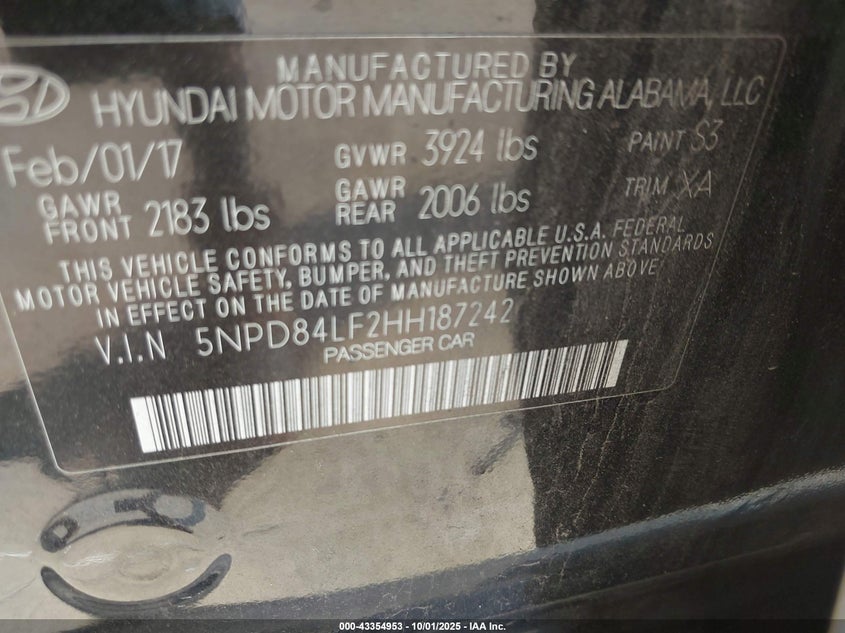 MANUFACTURED BY
HYUNDAI MOTOR MANUFACTURING ALABAMA, LLC
Feb/01/17 GVWR 3924 lbs PAINT S3
GAWR FRONT 2183 lbs GAWR REAR 2006 lbs TRIM XA
THIS VEHICLE CONFORMS TO ALL APPLICABLE U.S.A. FEDERAL
MOTOR VEHICLE SAFETY, BUMPER, AND THEFT PREVENTION STANDARDS
IN EFFECT ON THE DATE OF MANUFACTURE SHOWN ABOVE
V.I.N 5NPD84LF2HH187242
PASSENGER CAR
000-43354953 - 10/01/2025 - IAA Inc.